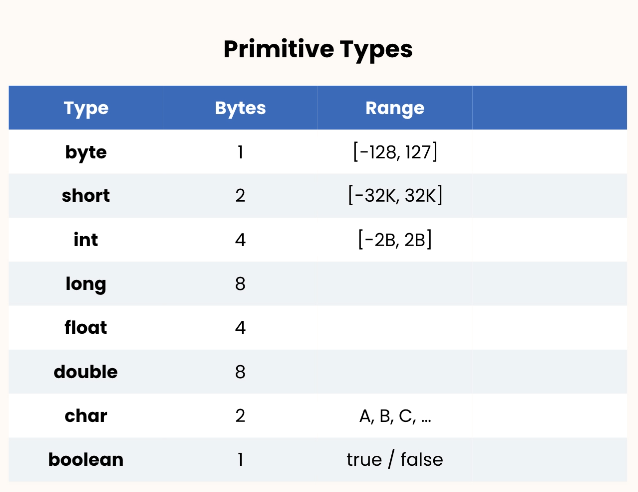 Primitive Types
Type Bytes Range
byte 1 [-128, 127]
short 2 [-32K, 32K]
int 4 [-2B, 2B]
long 8
float 4
double 8
char 2 A, B, C, ...
boolean 1 true / false